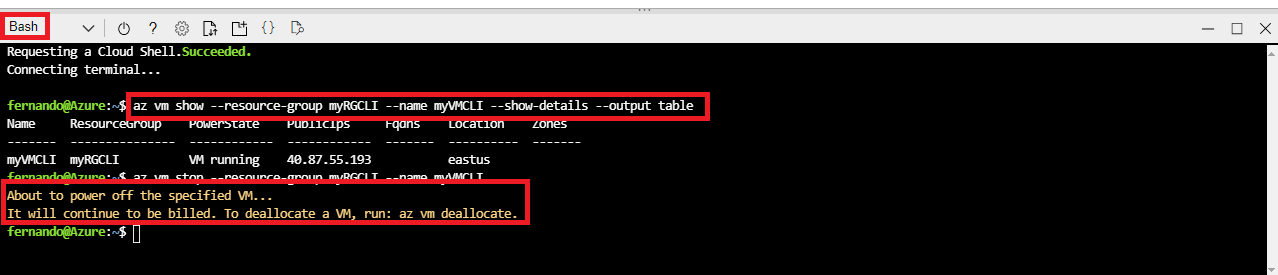 Bash
Requesting a Cloud Shell.Succeeded.
Connecting terminal...
fernando@Azure:~$ az vm show --resource-group myRGCLI --name myVMCLI --show-details --output table
Name ResourceGroup PowerState PublicIps Fqdns Location Zones
------- --------------- ------------ ------------- ------- ---------- -------
myVMCLI myRGCLI VM running 40.87.55.193 eastus
fernando@Azure:~$ az vm stop --resource-group myRGCLI --name myVMCLI
About to power off the specified VM...
It will continue to be billed. To deallocate a VM, run: az vm deallocate.
fernando@Azure:~$